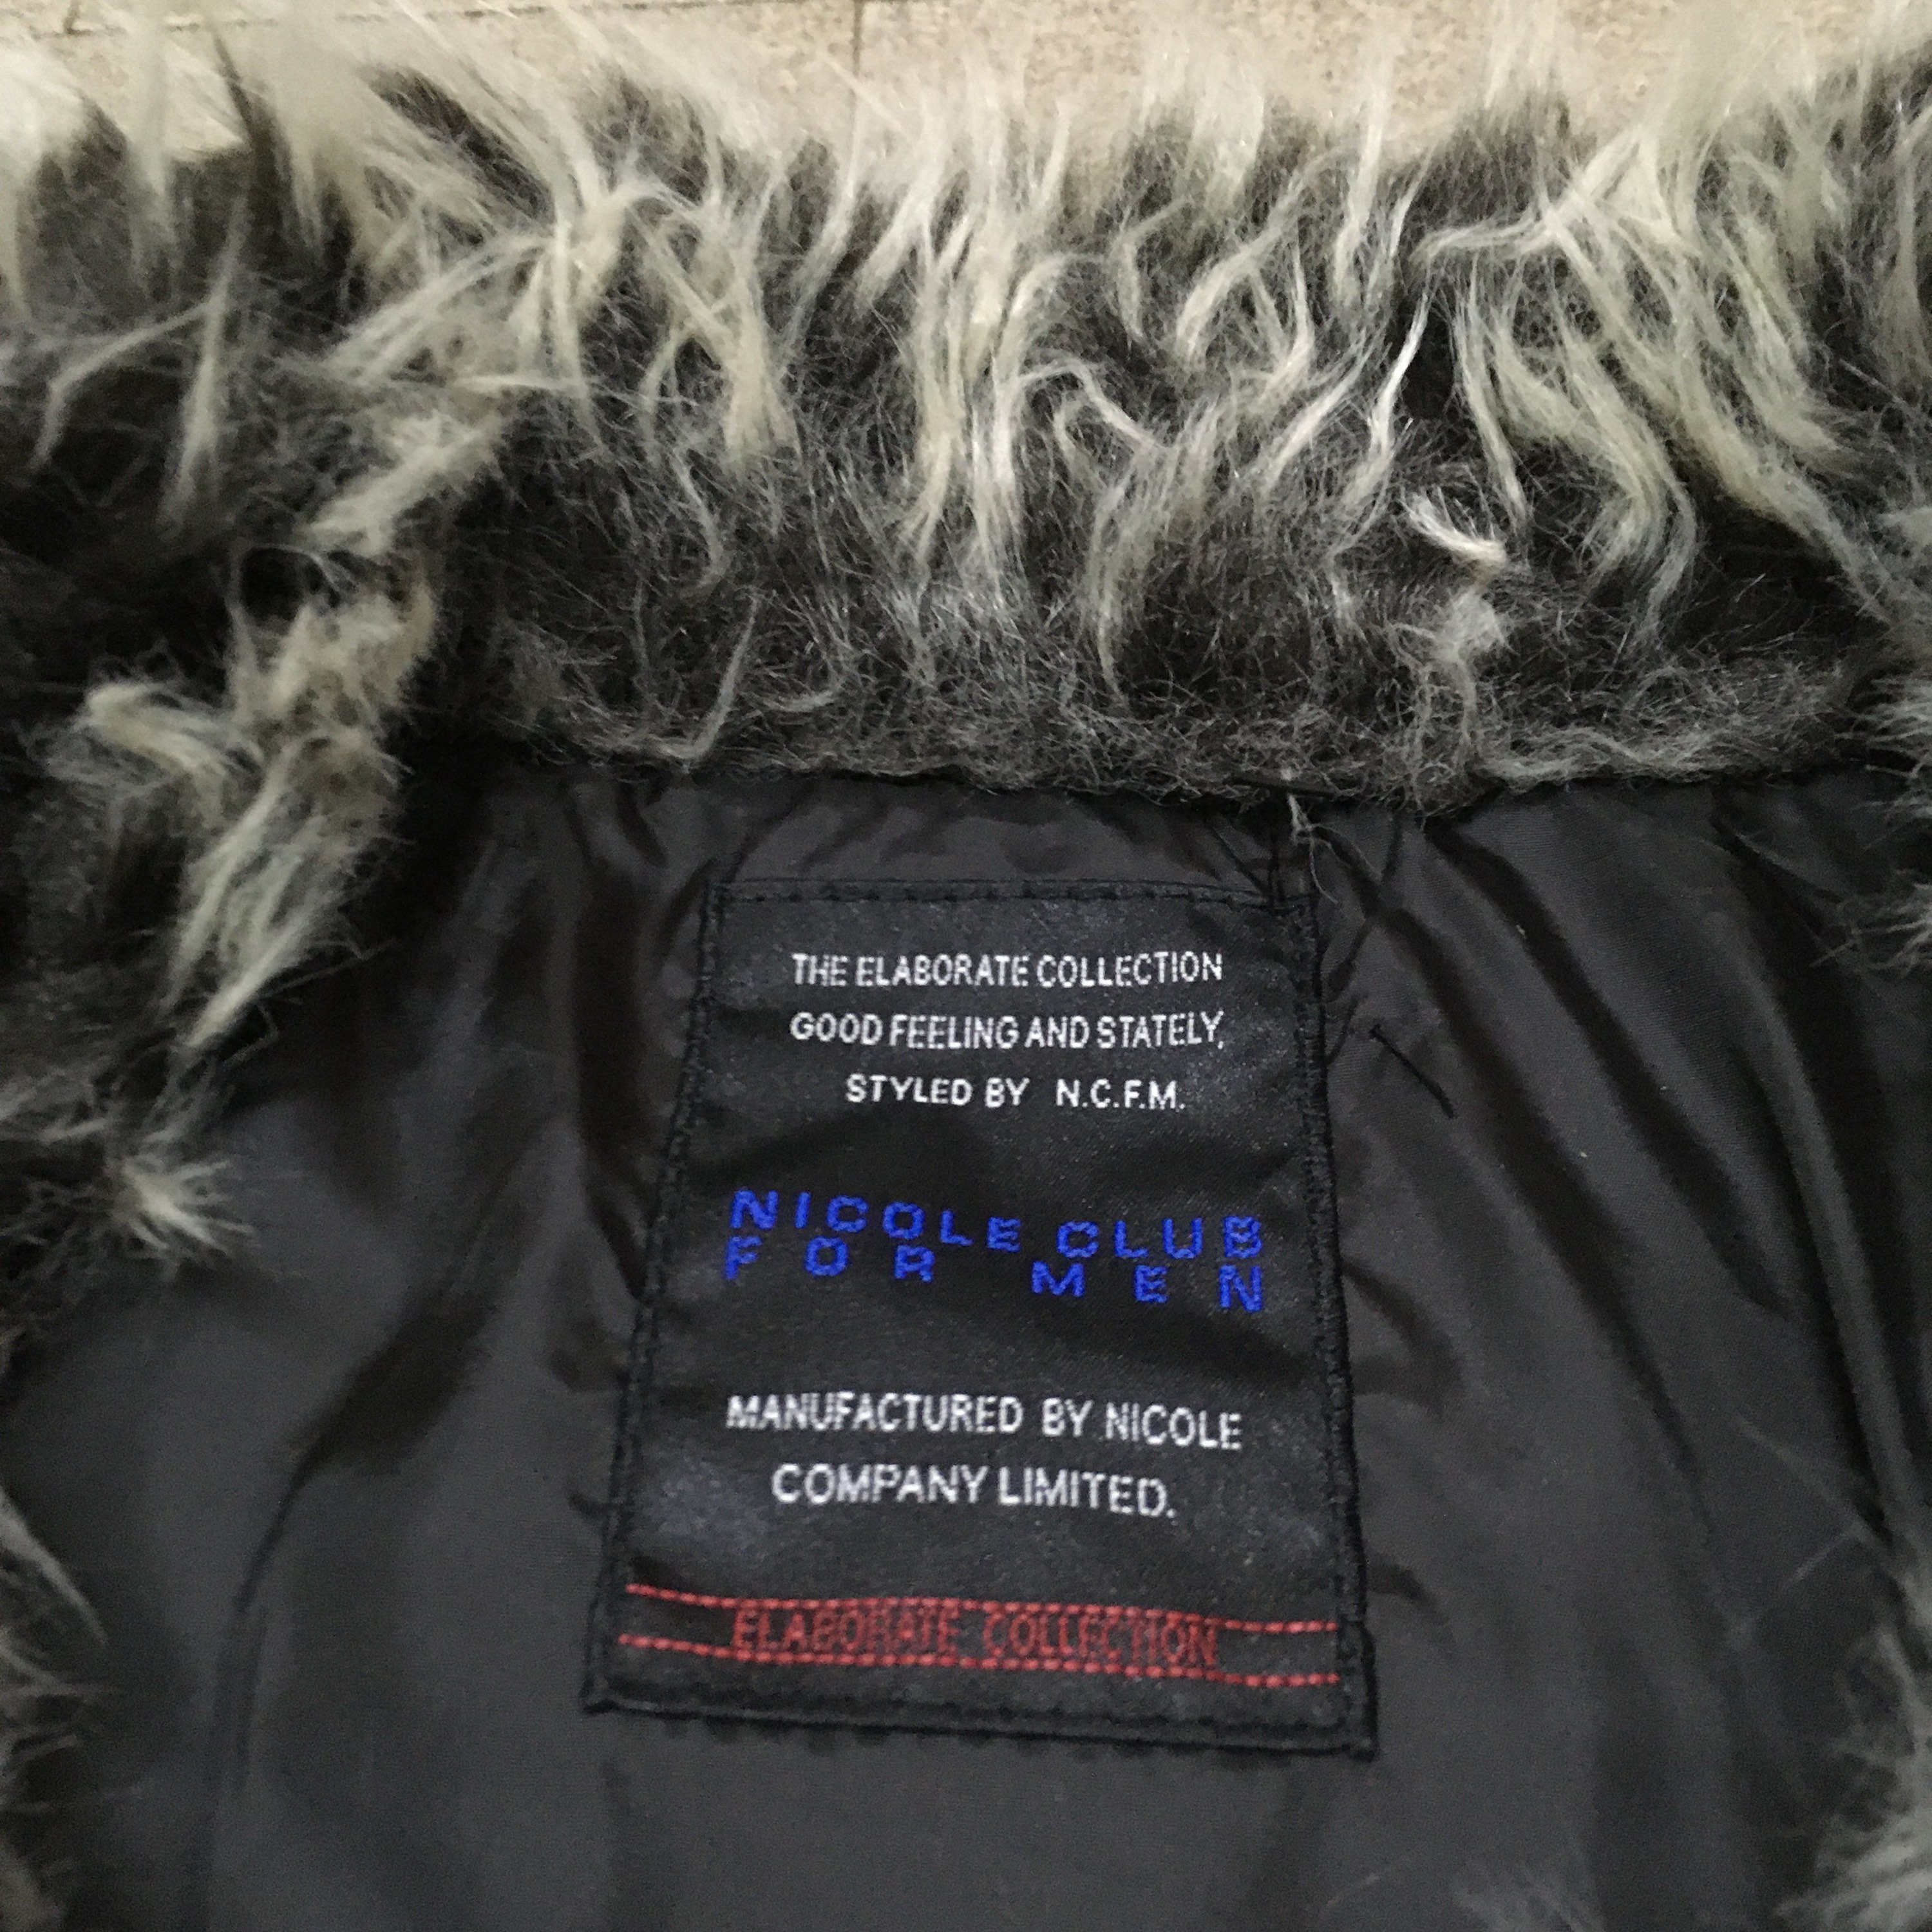 THE ELABORATE COLLECTION
GOOD FEELING AND STATELY,
STYLED BY N.C.F.M.
NICOLE CLUB
FOR MEN
MANUFACTURED BY NICOLE
COMPANY LIMITED.
ELABORATE COLLECTION